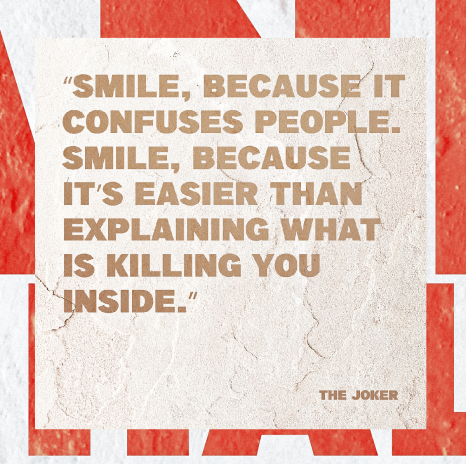 “SMILE, BECAUSE IT
CONFUSES PEOPLE.
SMILE, BECAUSE
IT’S EASIER THAN
EXPLAINING WHAT
IS KILLING YOU
INSIDE.”
THE JOKER